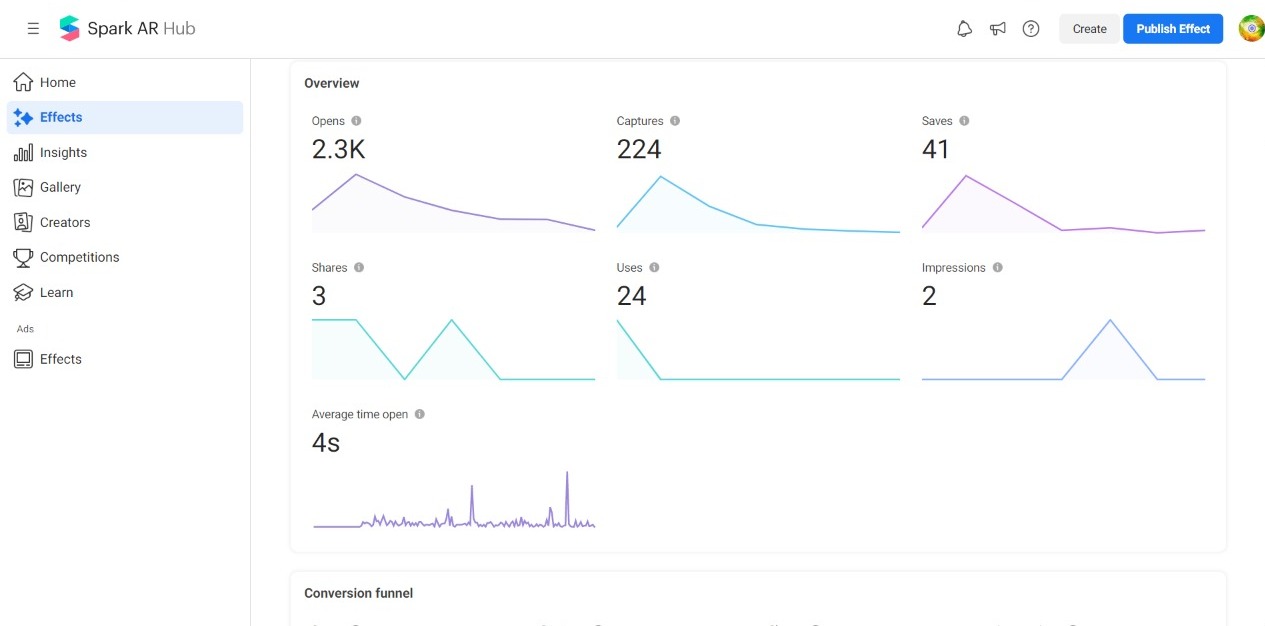 Spark AR Hub
Create
Publish Effect
Home
Effects
Insights
Gallery
Creators
Competitions
Learn
Ads
Effects
Overview
Opens
2.3K
Captures
224
Saves
41
Shares
3
Uses
24
Impressions
2
Average time open
4s
Conversion funnel